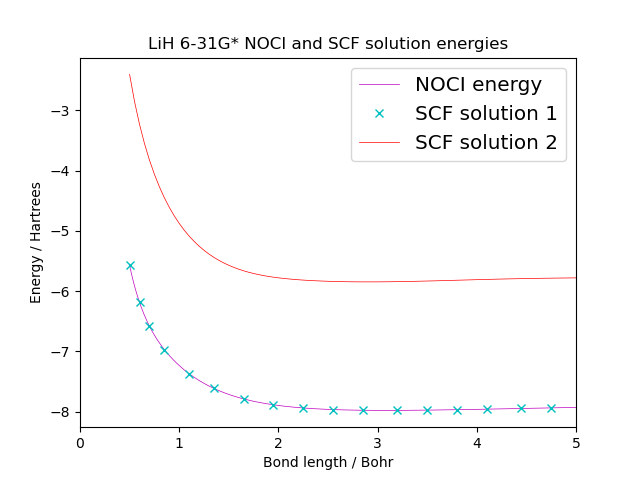 LiH 6-31G* NOCI and SCF solution energies
NOCI energy
SCF solution 1
SCF solution 2
Energy / Hartrees
−3
−4
−5
−6
−7
−8
0 1 2 3 4 5
Bond length / Bohr